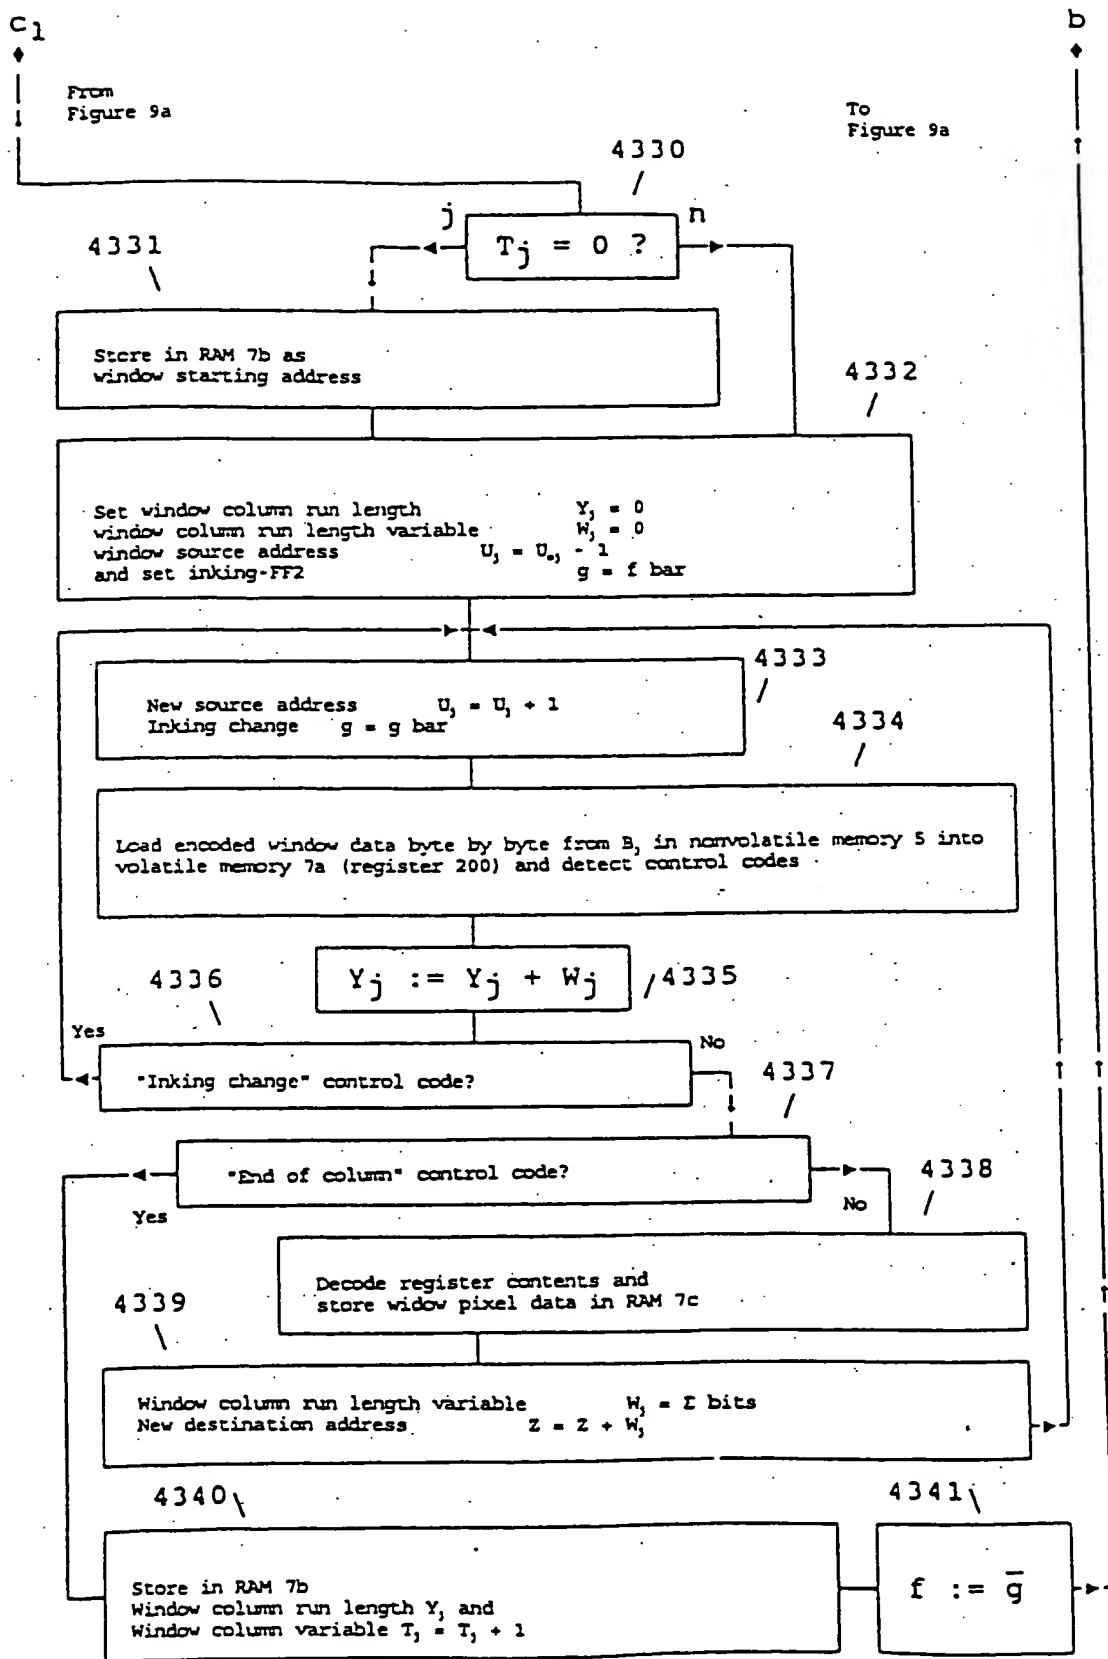 c1
b
From
Figure 9a
To
Figure 9a
4330
j
n
Tj = 0 ?
4331
Store in RAM 7b as
window starting address
4332
Set window column run length Yj = 0
window column run length variable Wj = 0
window source address Uj = Uoj - 1
and set inking-FF2 g = f bar
4333
New source address Uj = Uj + 1
Inking change g = g bar
4334
Load encoded window data byte by byte from Bj in nonvolatile memory 5 into
volatile memory 7a (register 200) and detect control codes
4335
Yj := Yj + Wj
4336
Yes
No
"Inking change" control code?
4337
"End of column" control code?
Yes
No
4338
Decode register contents and
store widow pixel data in RAM 7c
4339
Window column run length variable Wj = Σ bits
New destination address Z = Z + Wj
4340
Store in RAM 7b
Window column run length Yj and
Window column variable Tj = Tj + 1
4341
f := g̅